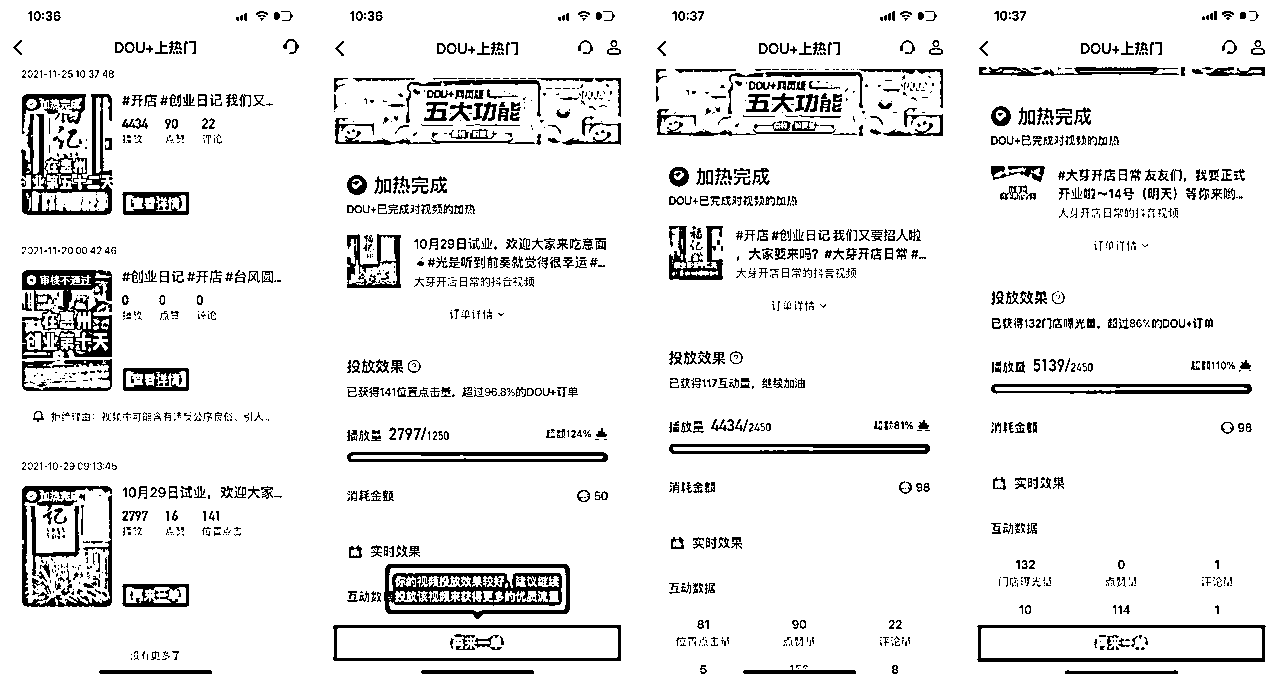 10:36
DOU+上热门
2021-11-25 10:37:48
加热完成
#开店 #创业日记 我们又...
4434 90 22
播放 点赞 评论
记
在惠州
创业第五十二天
查看详情
2021-11-20 00:42:46
审核不通过
#创业日记 #开店 #台风圆...
0 0 0
播放 点赞 评论
在惠州
创业第七天
查看详情
2021-10-29 09:13:45
加热完成
10月29日试业，欢迎大家...
2797 16 141
播放 点赞 位置点击
记
再来一单
没有更多了
10:36
DOU+上热门
五大功能
加热完成
DOU+已完成对视频的加热
10月29日试业，欢迎大家来吃意面
#光是听到前奏就觉得很幸运 #...
大芽开店日常的抖音视频
订单详情
投放效果
已获得141位置点击量，超过96.8%的DOU+订单
播放量 2797/1250
超额124%
消耗金额
50
实时效果
你的视频投放效果较好，建议继续
投放该视频来获得更多的优质流量
互动数
再来一单
10:37
DOU+上热门
五大功能
加热完成
DOU+已完成对视频的加热
#开店 #创业日记 我们又要招人啦
，大家要来吗？#大芽开店日常 #...
大芽开店日常的抖音视频
订单详情
投放效果
已获得117互动量，继续加油
播放量 4434/2450
超额81%
消耗金额
98
实时效果
互动数据
81 90 22
位置点击量 点赞量 评论量
5 8
10:37
DOU+上热门
加热完成
DOU+已完成对视频的加热
#大芽开店日常 友友们，我要正式
开业啦～14号（明天）等你来哟...
大芽开店日常的抖音视频
订单详情
投放效果
已获得132门店曝光量，超过86%的DOU+订单
播放量 5139/2450
超额110%
消耗金额
98
实时效果
互动数据
132 0 1
门店曝光量 点赞量 评论量
10 114 1
再来一单